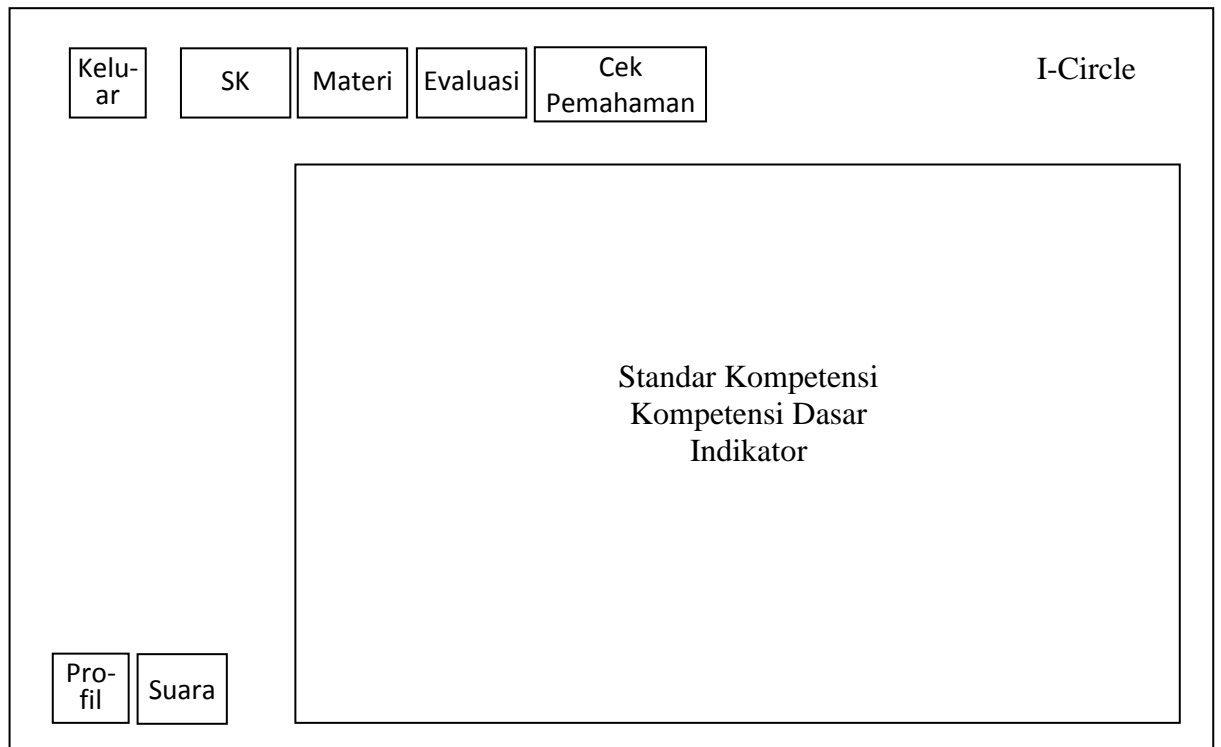 Kelu-
ar
SK
Materi
Evaluasi
Cek
Pemahaman
I-Circle
Standar Kompetensi
Kompetensi Dasar
Indikator
Pro-
fil
Suara